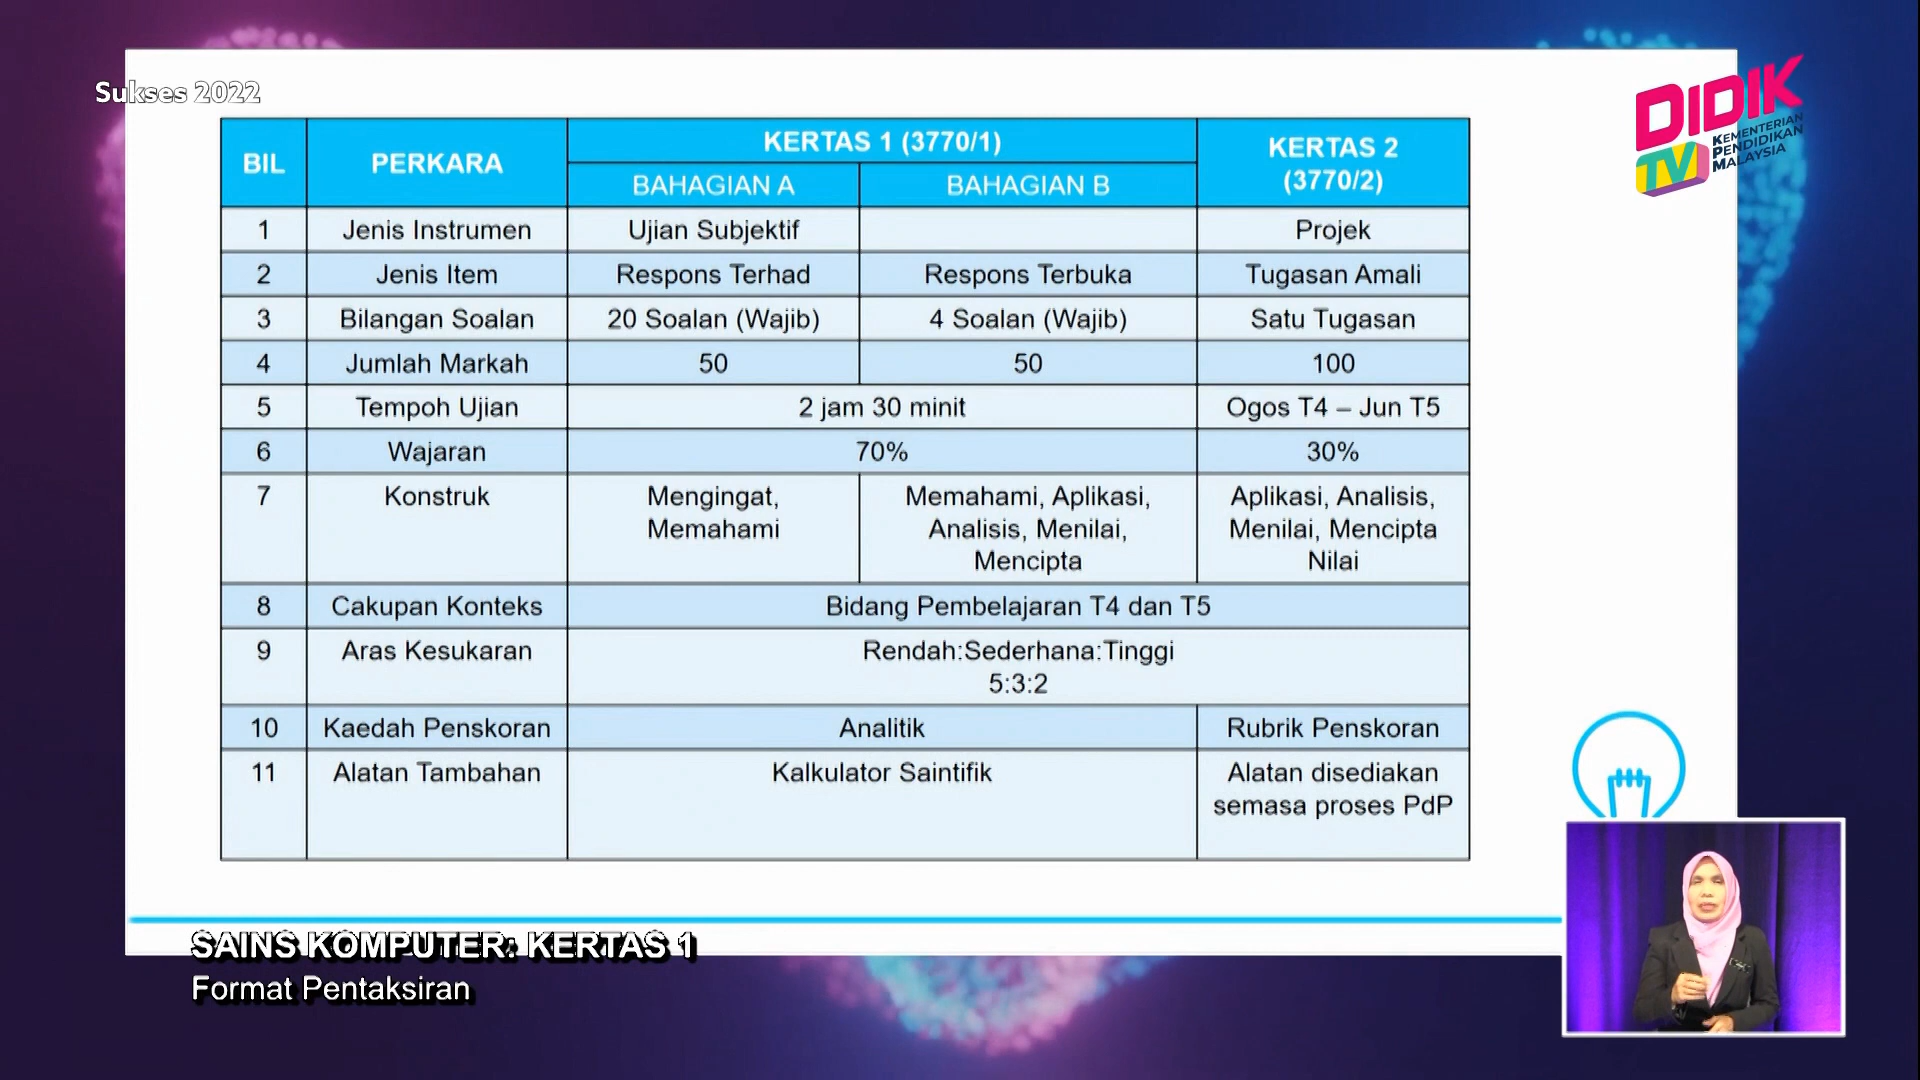 Sukses 2022
DIDIK
TV
KEMENTERIAN
PENDIDIKAN
MALAYSIA
BIL
PERKARA
KERTAS 1 (3770/1)
KERTAS 2
(3770/2)
BAHAGIAN A
BAHAGIAN B
1
Jenis Instrumen
Ujian Subjektif
Projek
2
Jenis Item
Respons Terhad
Respons Terbuka
Tugasan Amali
3
Bilangan Soalan
20 Soalan (Wajib)
4 Soalan (Wajib)
Satu Tugasan
4
Jumlah Markah
50
50
100
5
Tempoh Ujian
2 jam 30 minit
Ogos T4 – Jun T5
6
Wajaran
70%
30%
7
Konstruk
Mengingat,
Memahami
Memahami, Aplikasi,
Analisis, Menilai,
Mencipta
Aplikasi, Analisis,
Menilai, Mencipta
Nilai
8
Cakupan Konteks
Bidang Pembelajaran T4 dan T5
9
Aras Kesukaran
Rendah:Sederhana:Tinggi
5:3:2
10
Kaedah Penskoran
Analitik
Rubrik Penskoran
11
Alatan Tambahan
Kalkulator Saintifik
Alatan disediakan
semasa proses PdP
SAINS KOMPUTER: KERTAS 1
Format Pentaksiran